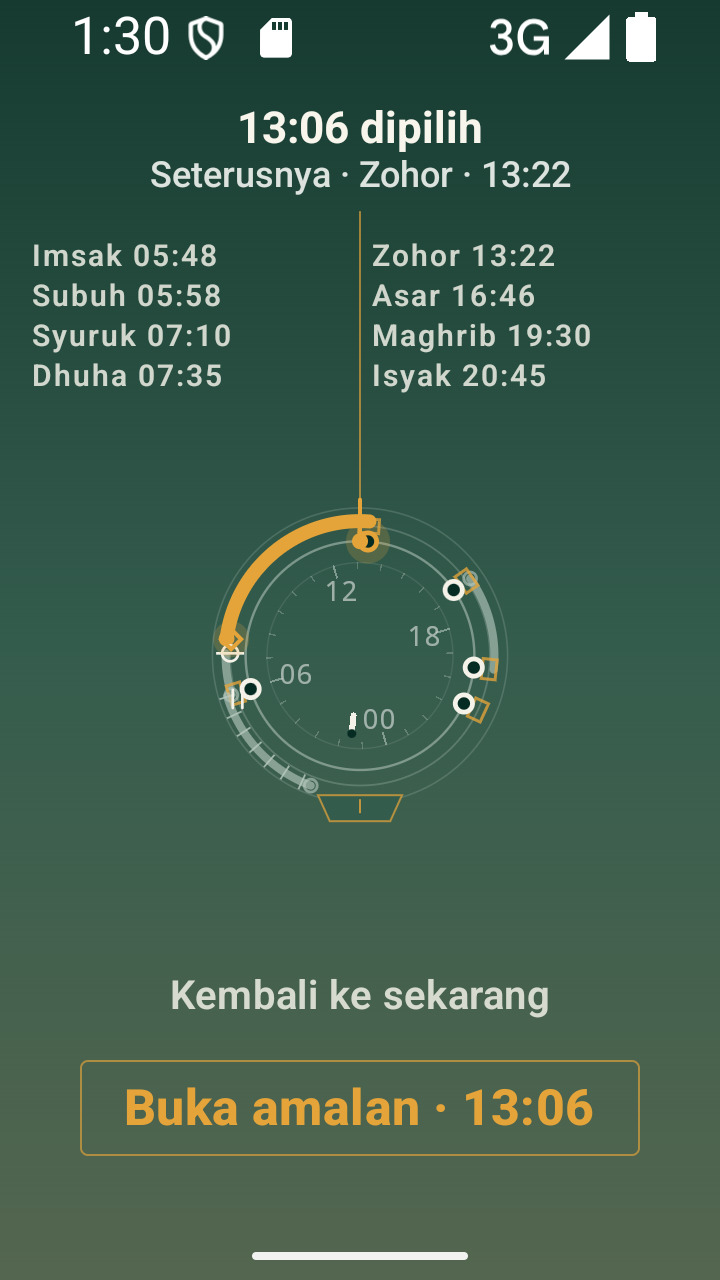 1:30
3G
13:06 dipilih
Seterusnya · Zohor · 13:22
Imsak 05:48
Subuh 05:58
Syuruk 07:10
Dhuha 07:35
Zohor 13:22
Asar 16:46
Maghrib 19:30
Isyak 20:45
12
18
06
00
Kembali ke sekarang
Buka amalan · 13:06